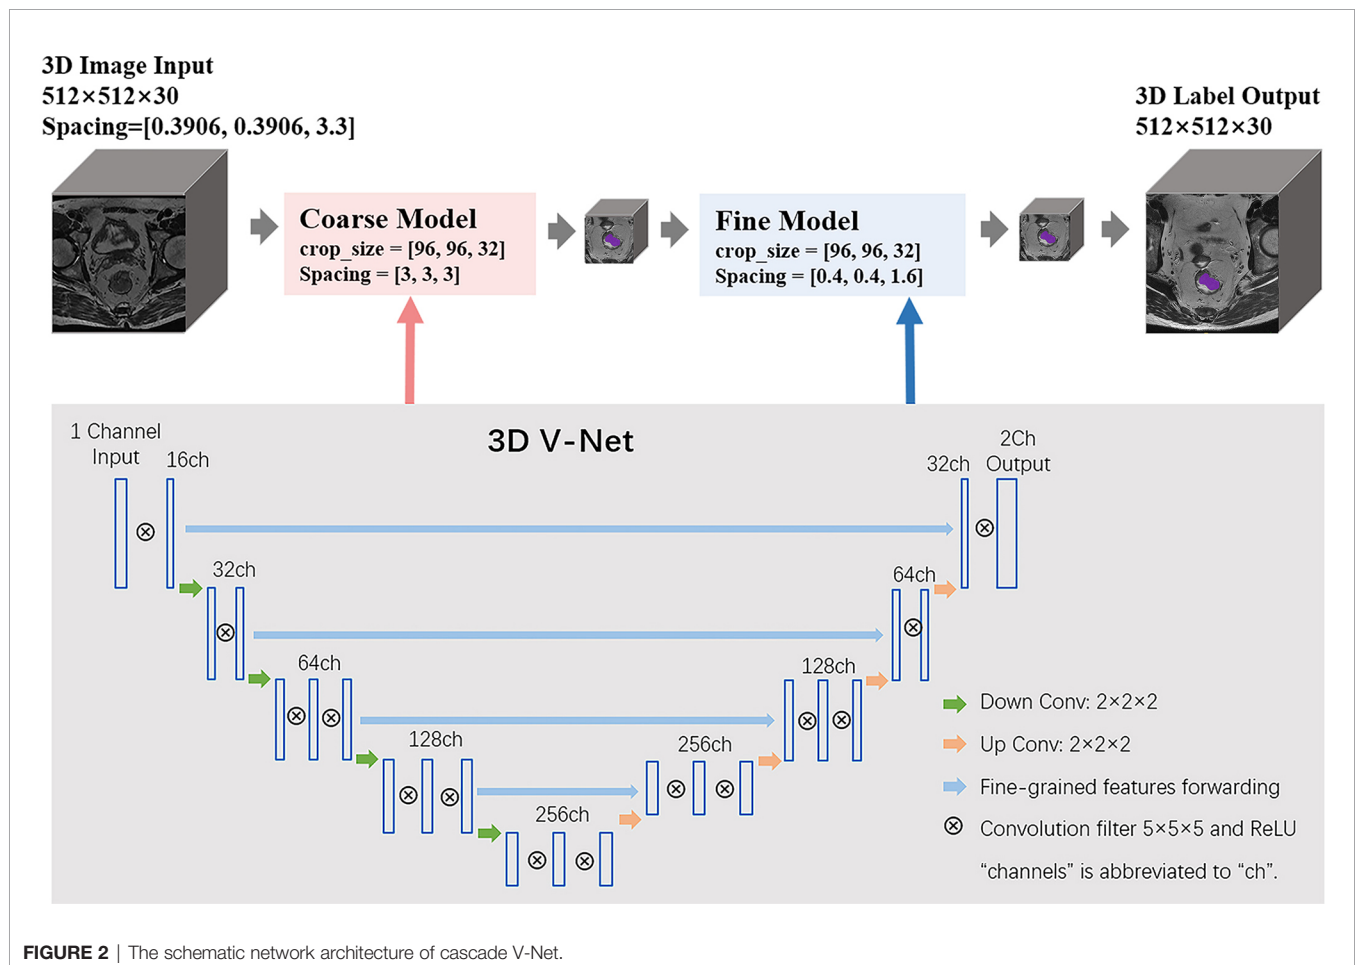 3D Image Input
512×512×30
Spacing=[0.3906, 0.3906, 3.3]
3D Label Output
512×512×30
Coarse Model
crop_size = [96, 96, 32]
Spacing = [3, 3, 3]
Fine Model
crop_size = [96, 96, 32]
Spacing = [0.4, 0.4, 1.6]
3D V-Net
1 Channel
Input
16ch
32ch
2Ch
Output
32ch
64ch
64ch
128ch
128ch
256ch
256ch
Down Conv: 2×2×2
Up Conv: 2×2×2
Fine-grained features forwarding
Convolution filter 5×5×5 and ReLU
“channels” is abbreviated to “ch”.
FIGURE 2 | The schematic network architecture of cascade V-Net.